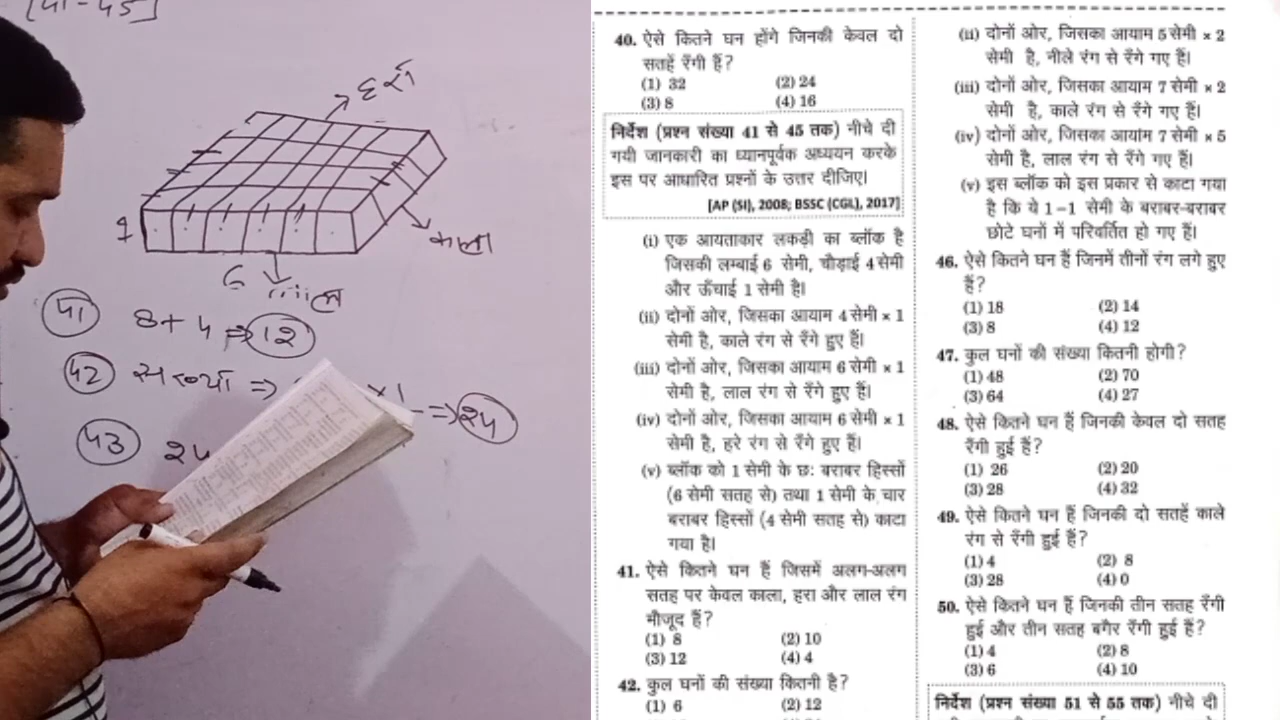 [41-45]
हरा
काला
1
6
लाल
41 8+4 ⇒ 12
42 संख्या ⇒ ×1 ⇒ 24
43 24
40. ऐसे कितने घन होंगे जिनकी केवल दो
सतहें रँगी हैं?
(1) 32 (2) 24
(3) 8 (4) 16
निर्देश (प्रश्न संख्या 41 से 45 तक) नीचे दी
गयी जानकारी का ध्यानपूर्वक अध्ययन करके
इस पर आधारित प्रश्नों के उत्तर दीजिए।
[AP (SI), 2008; BSSC (CGL), 2017]
(i) एक आयताकार लकड़ी का ब्लॉक है
जिसकी लम्बाई 6 सेमी, चौड़ाई 4 सेमी
और ऊँचाई 1 सेमी है।
(ii) दोनों ओर, जिसका आयाम 4 सेमी × 1
सेमी है, काले रंग से रँगे हुए हैं।
(iii) दोनों ओर, जिसका आयाम 6 सेमी × 1
सेमी है, लाल रंग से रँगे हुए हैं।
(iv) दोनों ओर, जिसका आयाम 6 सेमी × 1
सेमी है, हरे रंग से रँगे हुए हैं।
(v) ब्लॉक को 1 सेमी के छः बराबर हिस्सों
(6 सेमी सतह से) तथा 1 सेमी के चार
बराबर हिस्सों (4 सेमी सतह से) काटा
गया है।
41. ऐसे कितने घन हैं जिसमें अलग-अलग
सतह पर केवल काला, हरा और लाल रंग
मौजूद हैं?
(1) 8 (2) 10
(3) 12 (4) 4
42. कुल घनों की संख्या कितनी है?
(1) 6 (2) 12
(ii) दोनों ओर, जिसका आयाम 5 सेमी × 2
सेमी है, नीले रंग से रँगे गए हैं।
(iii) दोनों ओर, जिसका आयाम 7 सेमी × 2
सेमी है, काले रंग से रँगे गए हैं।
(iv) दोनों ओर, जिसका आयांम 7 सेमी × 5
सेमी है, लाल रंग से रँगे गए हैं।
(v) इस ब्लॉक को इस प्रकार से काटा गया
है कि ये 1-1 सेमी के बराबर-बराबर
छोटे घनों में परिवर्तित हो गए हैं।
46. ऐसे कितने घन हैं जिनमें तीनों रंग लगे हुए
हैं?
(1) 18 (2) 14
(3) 8 (4) 12
47. कुल घनों की संख्या कितनी होगी?
(1) 48 (2) 70
(3) 64 (4) 27
48. ऐसे कितने घन हैं जिनकी केवल दो सतह
रँगी हुई हैं?
(1) 26 (2) 20
(3) 28 (4) 32
49. ऐसे कितने घन हैं जिनकी दो सतहें काले
रंग से रँगी हुई हैं?
(1) 4 (2) 8
(3) 28 (4) 0
50. ऐसे कितने घन हैं जिनकी तीन सतह रँगी
हुई और तीन सतह बगैर रँगी हुई हैं?
(1) 4 (2) 8
(3) 6 (4) 10
निर्देश (प्रश्न संख्या 51 से 55 तक) नीचे दी